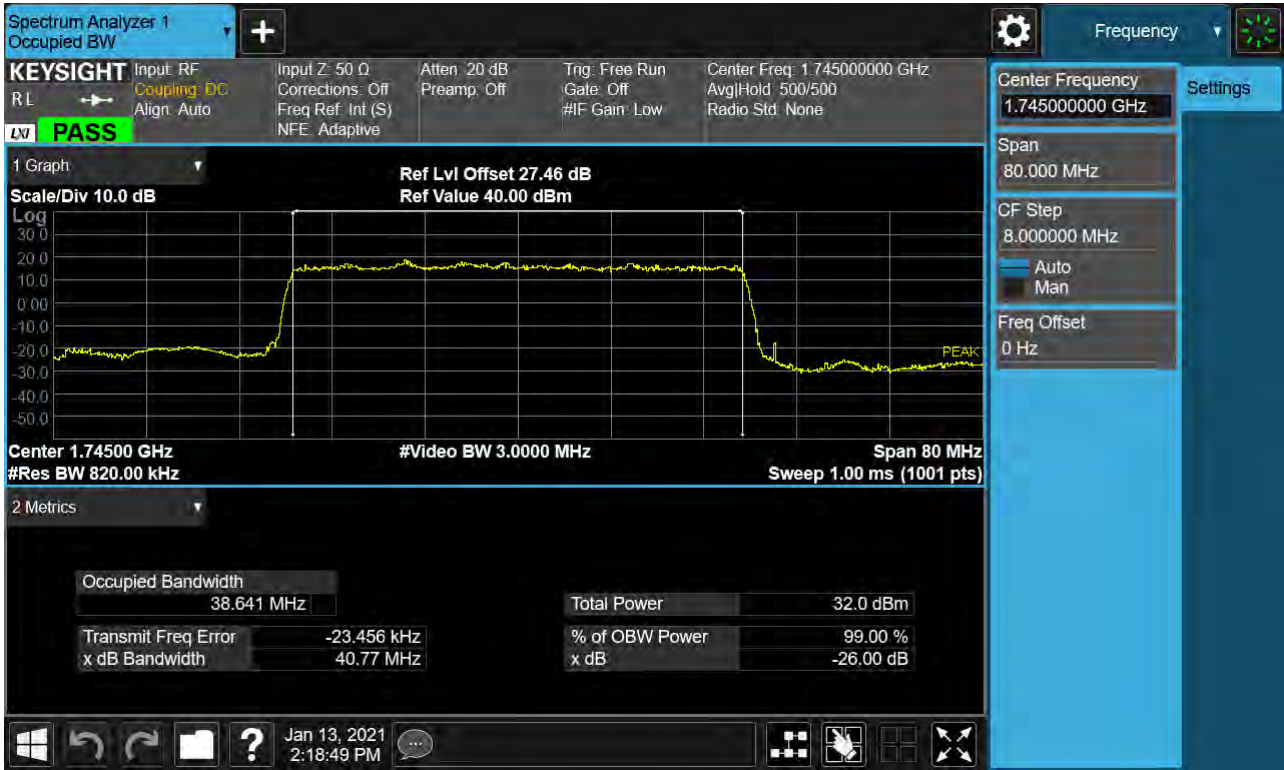 Spectrum Analyzer 1
Occupied BW
Frequency
KEYSIGHT
RL
LXI
PASS
Input: RF
Coupling: DC
Align: Auto
Input Z: 50 Ω
Corrections: Off
Freq Ref: Int (S)
NFE: Adaptive
Atten: 20 dB
Preamp: Off
Trig: Free Run
Gate: Off
#IF Gain: Low
Center Freq: 1.745000000 GHz
Avg|Hold: 500/500
Radio Std: None
Center Frequency
1.745000000 GHz
Settings
Span
80.000 MHz
CF Step
8.000000 MHz
Auto
Man
Freq Offset
0 Hz
1 Graph
Scale/Div 10.0 dB
Ref Lvl Offset 27.46 dB
Ref Value 40.00 dBm
Log
30.0
20.0
10.0
0.00
-10.0
-20.0
-30.0
-40.0
-50.0
PEAK
Center 1.74500 GHz
#Res BW 820.00 kHz
#Video BW 3.0000 MHz
Span 80 MHz
Sweep 1.00 ms (1001 pts)
2 Metrics
Occupied Bandwidth
38.641 MHz
Transmit Freq Error -23.456 kHz
x dB Bandwidth 40.77 MHz
Total Power 32.0 dBm
% of OBW Power 99.00 %
x dB -26.00 dB
?
Jan 13, 2021
2:18:49 PM